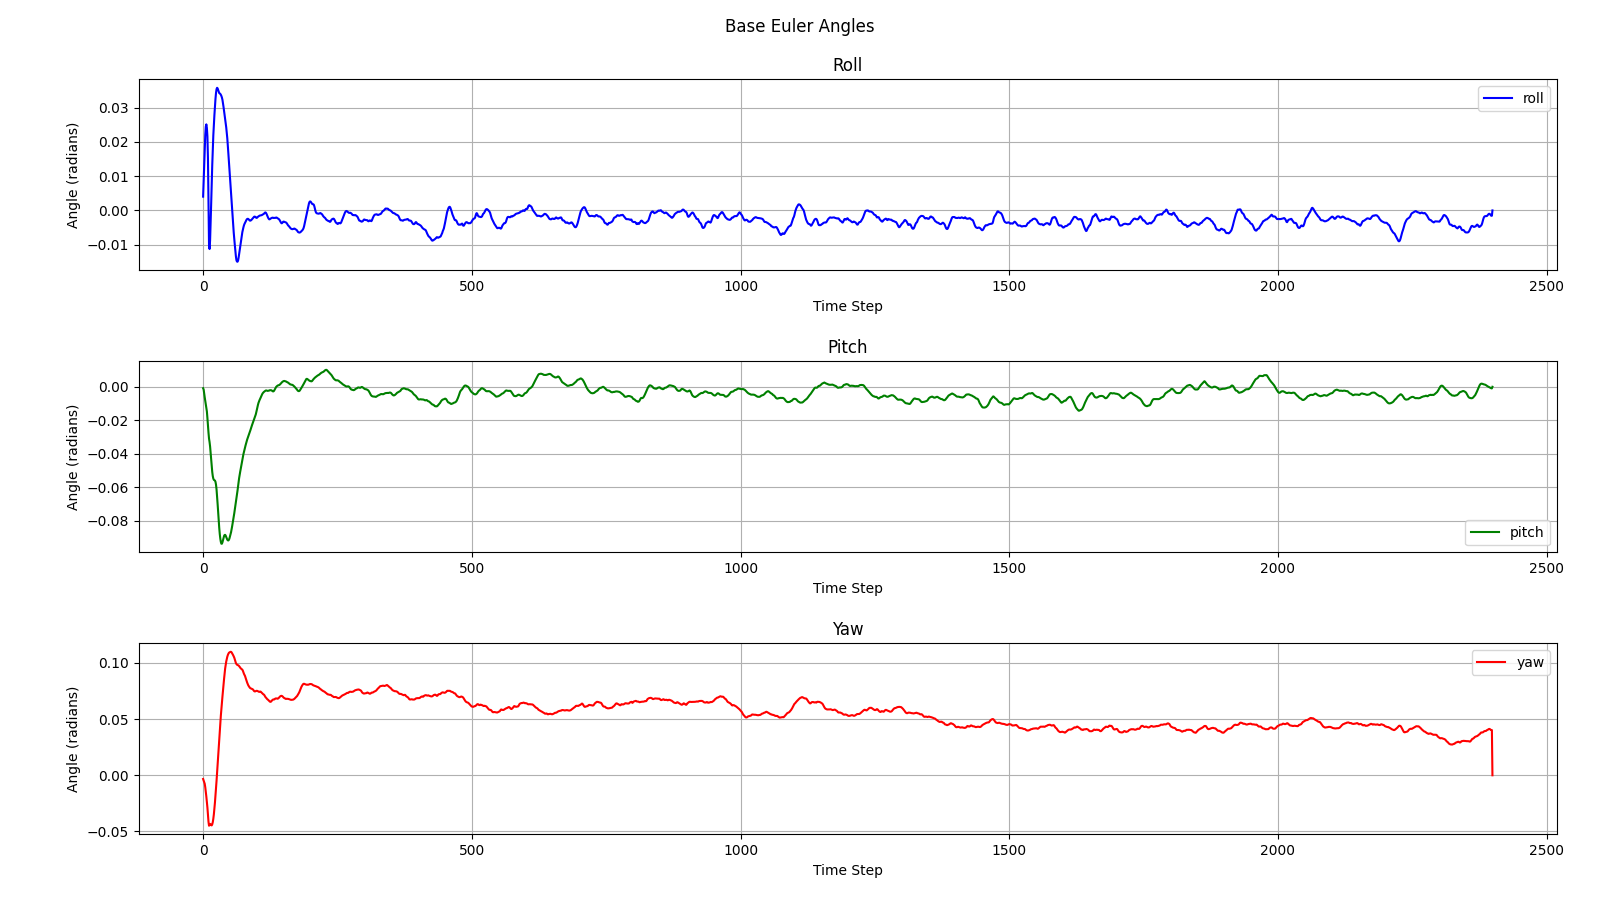 Base Euler Angles
Roll
Angle (radians)
0.03
0.02
0.01
0.00
−0.01
roll
0 500 1000 1500 2000 2500
Time Step
Pitch
Angle (radians)
0.00
−0.02
−0.04
−0.06
−0.08
pitch
0 500 1000 1500 2000 2500
Time Step
Yaw
Angle (radians)
0.10
0.05
0.00
−0.05
yaw
0 500 1000 1500 2000 2500
Time Step